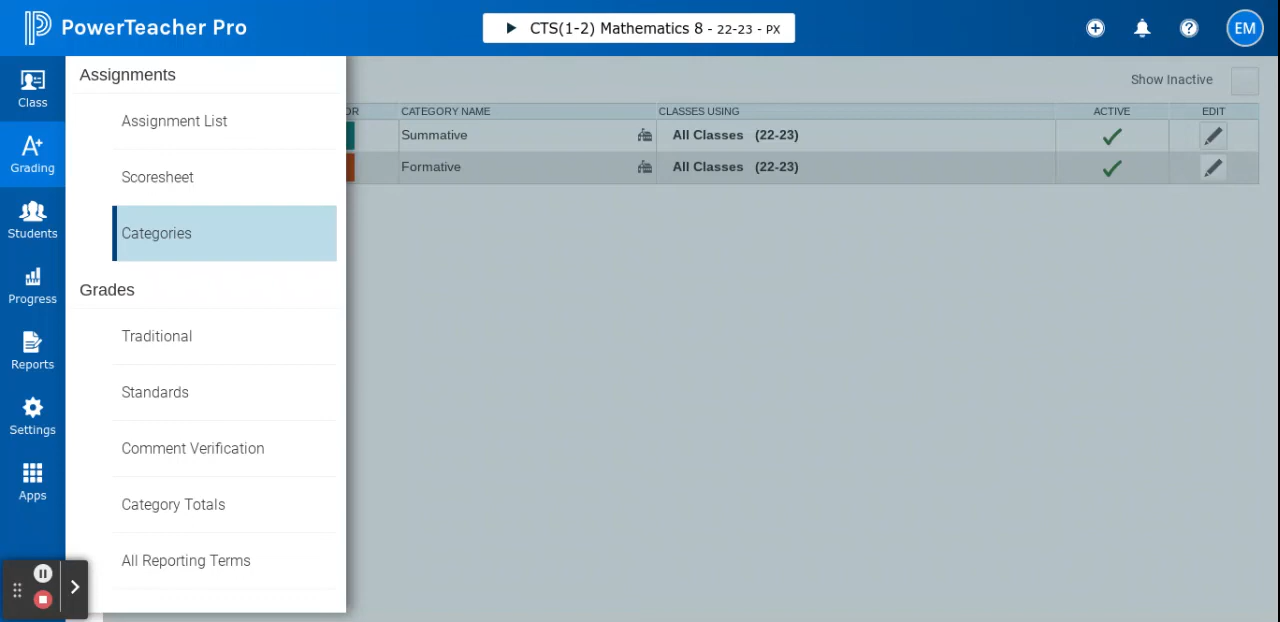 PowerTeacher Pro
CTS(1-2) Mathematics 8 - 22-23 - PX
EM
Class
Grading
Students
Progress
Reports
Settings
Apps
Assignments
Assignment List
Scoresheet
Categories
Grades
Traditional
Standards
Comment Verification
Category Totals
All Reporting Terms
Show Inactive
OR CATEGORY NAME CLASSES USING ACTIVE EDIT
Summative All Classes (22-23)
Formative All Classes (22-23)